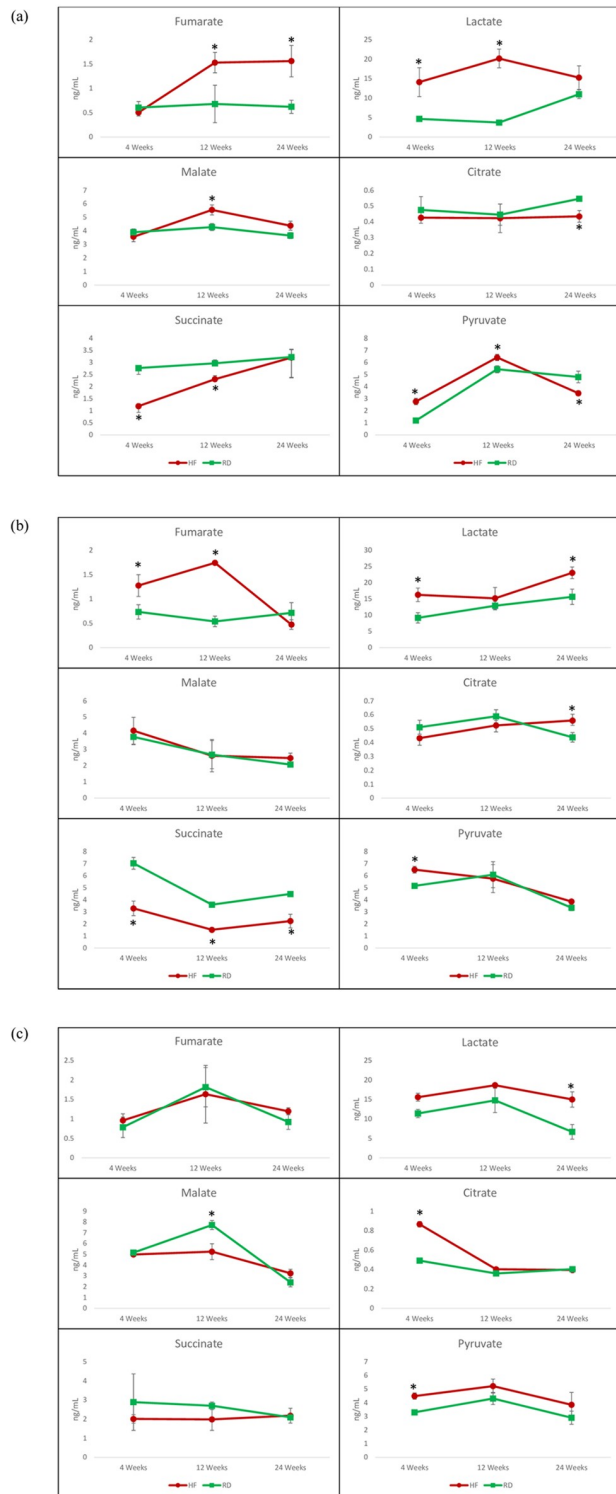 (a)
Fumarate
2
1.5
1
0.5
0
ng/mL
*
*
4 Weeks 12 Weeks 24 Weeks
Lactate
25
20
15
10
5
0
ng/mL
*
*
4 Weeks 12 Weeks 24 Weeks
Malate
7
6
5
4
3
2
1
0
ng/mL
*
4 Weeks 12 Weeks 24 Weeks
Citrate
0.6
0.5
0.4
0.3
0.2
0.1
0
ng/mL
*
4 Weeks 12 Weeks 24 Weeks
Succinate
4
3.5
3
2.5
2
1.5
1
0.5
0
ng/mL
*
*
4 Weeks 12 Weeks 24 Weeks
HF RD
Pyruvate
8
7
6
5
4
3
2
1
0
ng/mL
*
*
*
4 Weeks 12 Weeks 24 Weeks
HF RD
(b)
Fumarate
2
1.5
1
0.5
0
ng/mL
*
*
4 Weeks 12 Weeks 24 Weeks
Lactate
30
25
20
15
10
5
0
ng/mL
*
*
4 Weeks 12 Weeks 24 Weeks
Malate
6
5
4
3
2
1
0
ng/mL
4 Weeks 12 Weeks 24 Weeks
Citrate
0.7
0.6
0.5
0.4
0.3
0.2
0.1
0
ng/mL
*
4 Weeks 12 Weeks 24 Weeks
Succinate
8
7
6
5
4
3
2
1
0
ng/mL
*
*
*
4 Weeks 12 Weeks 24 Weeks
HF RD
Pyruvate
8
7
6
5
4
3
2
1
0
ng/mL
*
4 Weeks 12 Weeks 24 Weeks
HF RD
(c)
Fumarate
2.5
2
1.5
1
0.5
0
ng/mL
4 Weeks 12 Weeks 24 Weeks
Lactate
25
20
15
10
5
0
ng/mL
*
4 Weeks 12 Weeks 24 Weeks
Malate
9
8
7
6
5
4
3
2
1
0
ng/mL
*
4 Weeks 12 Weeks 24 Weeks
Citrate
1
0.8
0.6
0.4
0.2
0
ng/mL
*
4 Weeks 12 Weeks 24 Weeks
Succinate
5
4
3
2
1
0
ng/mL
4 Weeks 12 Weeks 24 Weeks
HF RD
Pyruvate
7
6
5
4
3
2
1
0
ng/mL
*
4 Weeks 12 Weeks 24 Weeks
HF RD